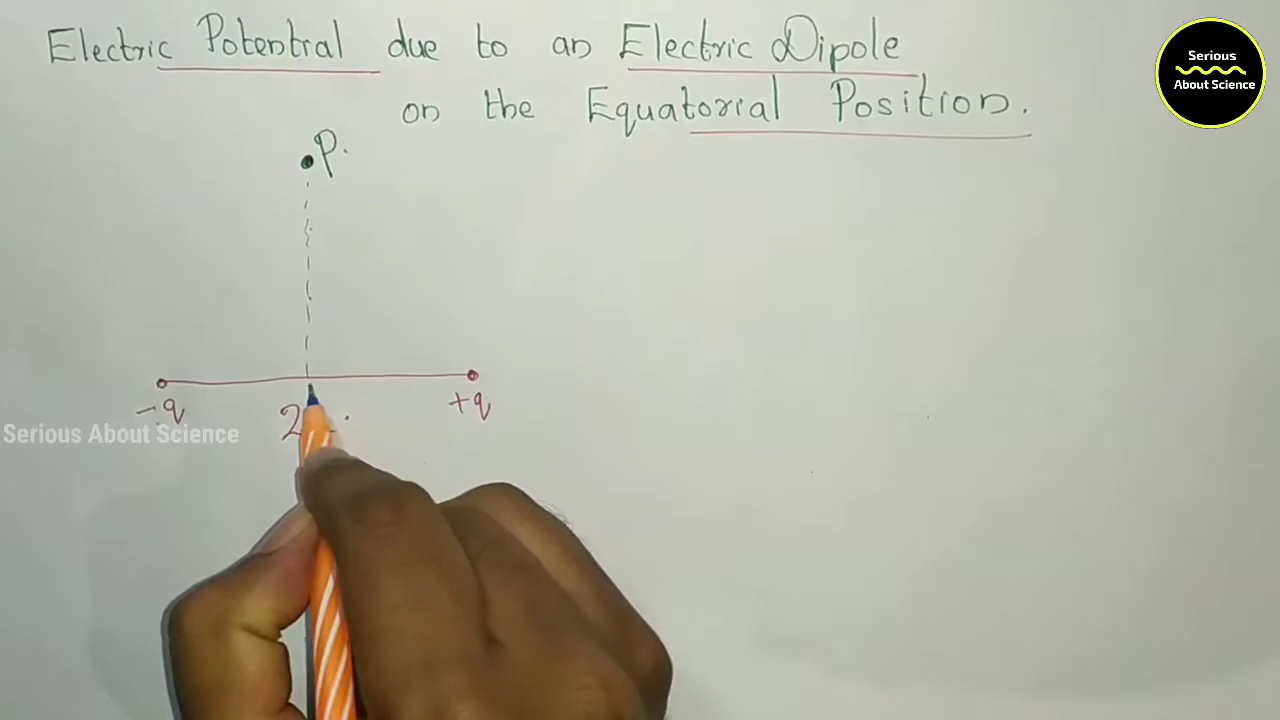 Electric Potential due to an Electric Dipole
on the Equatorial Position.
Serious
About Science
P.
-q
+q
Serious About Science